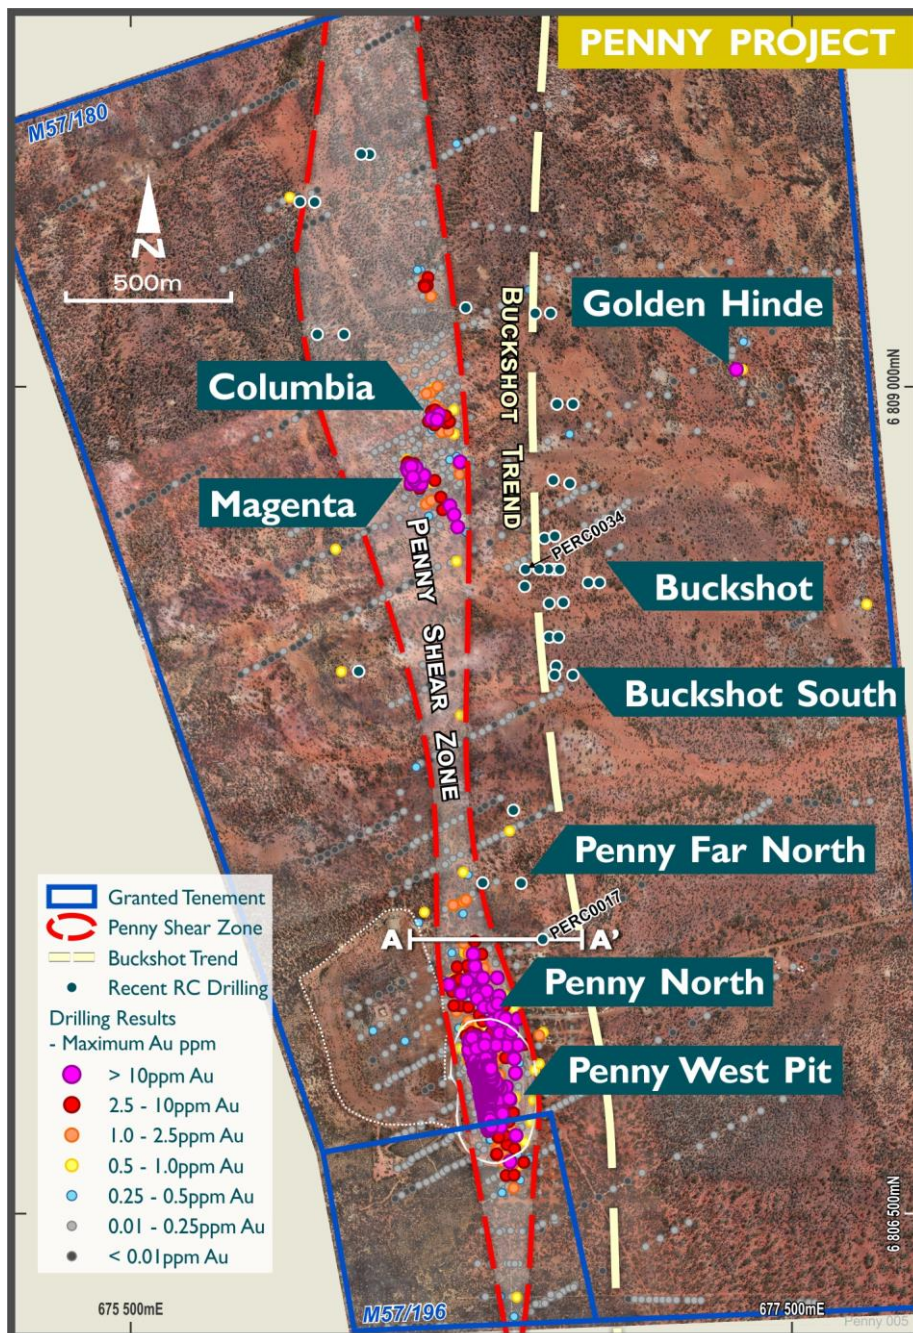 PENNY PROJECT
M57/180
N
500m
BUCKSHOT TREND
Golden Hinde
Columbia
6 809 000mN
Magenta
PERC0034
PENNY SHEAR ZONE
Buckshot
Buckshot South
Penny Far North
PERC0017
A
A'
Penny North
Penny West Pit
Granted Tenement
Penny Shear Zone
Buckshot Trend
Recent RC Drilling
Drilling Results
- Maximum Au ppm
> 10ppm Au
2.5 - 10ppm Au
1.0 - 2.5ppm Au
0.5 - 1.0ppm Au
0.25 - 0.5ppm Au
0.01 - 0.25ppm Au
< 0.01ppm Au
6 806 500mN
675 500mE
M57/196
677 500mE
Penny 005